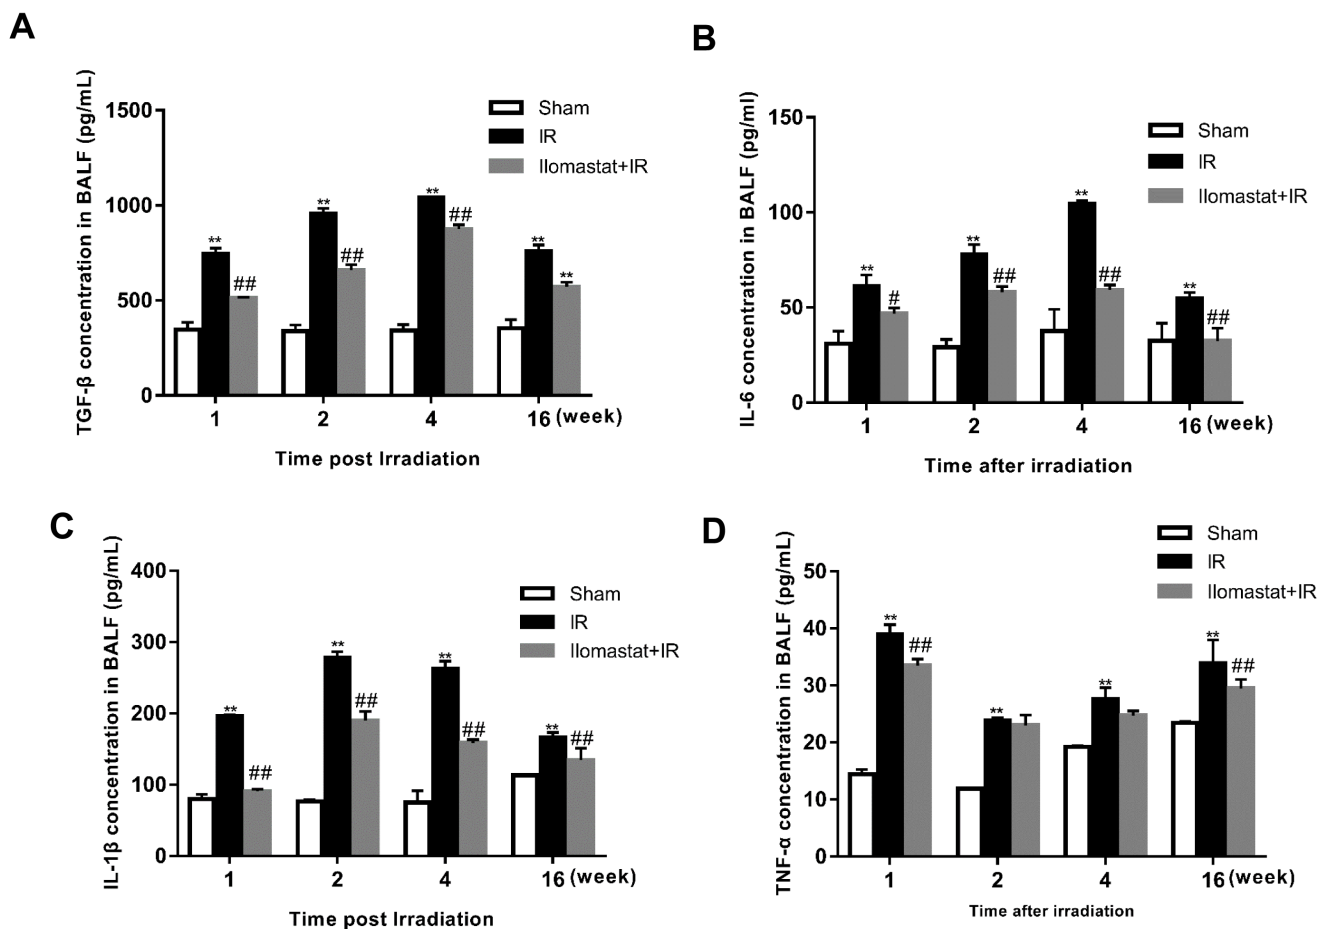 A
TGF-β concentration in BALF (pg/mL)
1500
1000
500
0
Sham
IR
Ilomastat+IR
**
##
**
##
**
##
**
**
1 2 4 16 (week)
Time post Irradiation
B
IL-6 concentration in BALF (pg/ml)
150
100
50
0
Sham
IR
Ilomastat+IR
**
#
**
##
**
##
**
##
1 2 4 16 (week)
Time after irradiation
C
IL-1β concentration in BALF (pg/mL)
400
300
200
100
0
Sham
IR
Ilomastat+IR
**
##
**
##
**
##
**
##
1 2 4 16 (week)
Time post Irradiation
D
TNF-α concentration in BALF (pg/mL)
50
40
30
20
10
0
Sham
IR
Ilomastat+IR
**
##
**
**
**
##
1 2 4 16 (week)
Time after irradiation